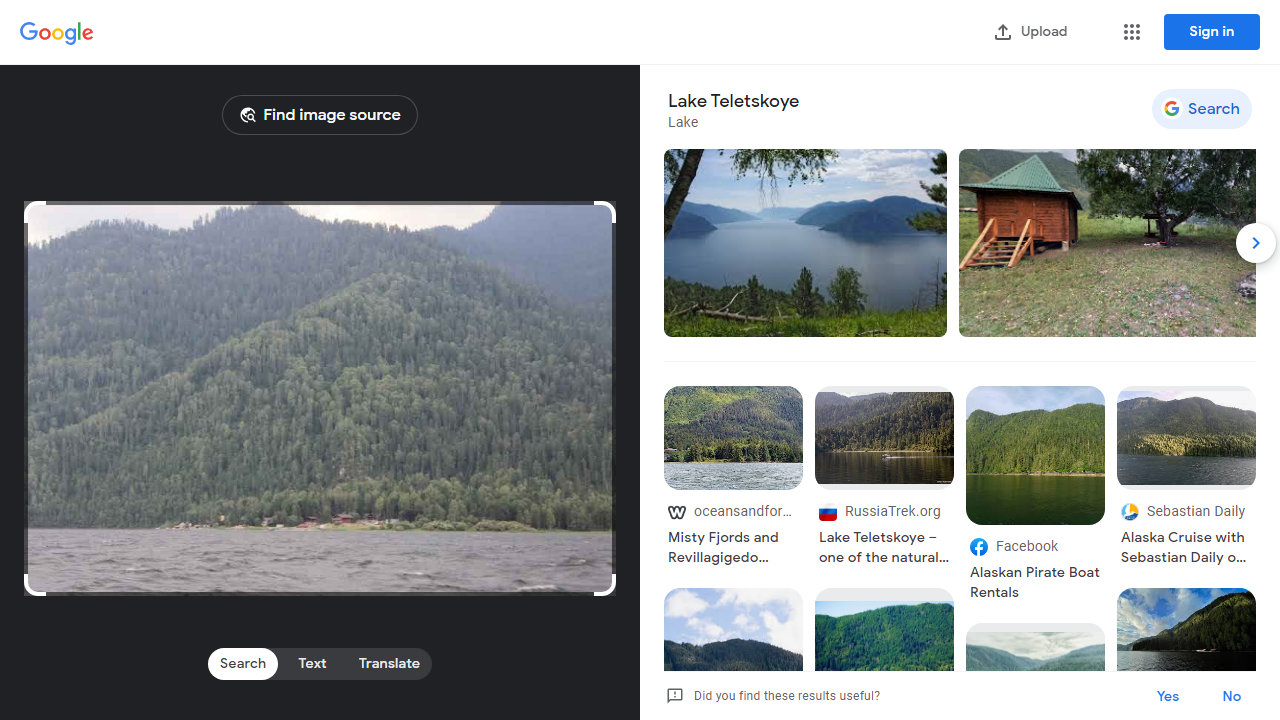 Google
Upload
Sign in
Find image source
Search
Text
Translate
Lake Teletskoye
Lake
Search
oceansandfor...
Misty Fjords and
Revillagigedo...
RussiaTrek.org
Lake Teletskoye –
one of the natural...
Facebook
Alaskan Pirate Boat
Rentals
Sebastian Daily
Alaska Cruise with
Sebastian Daily o...
Did you find these results useful?
Yes
No